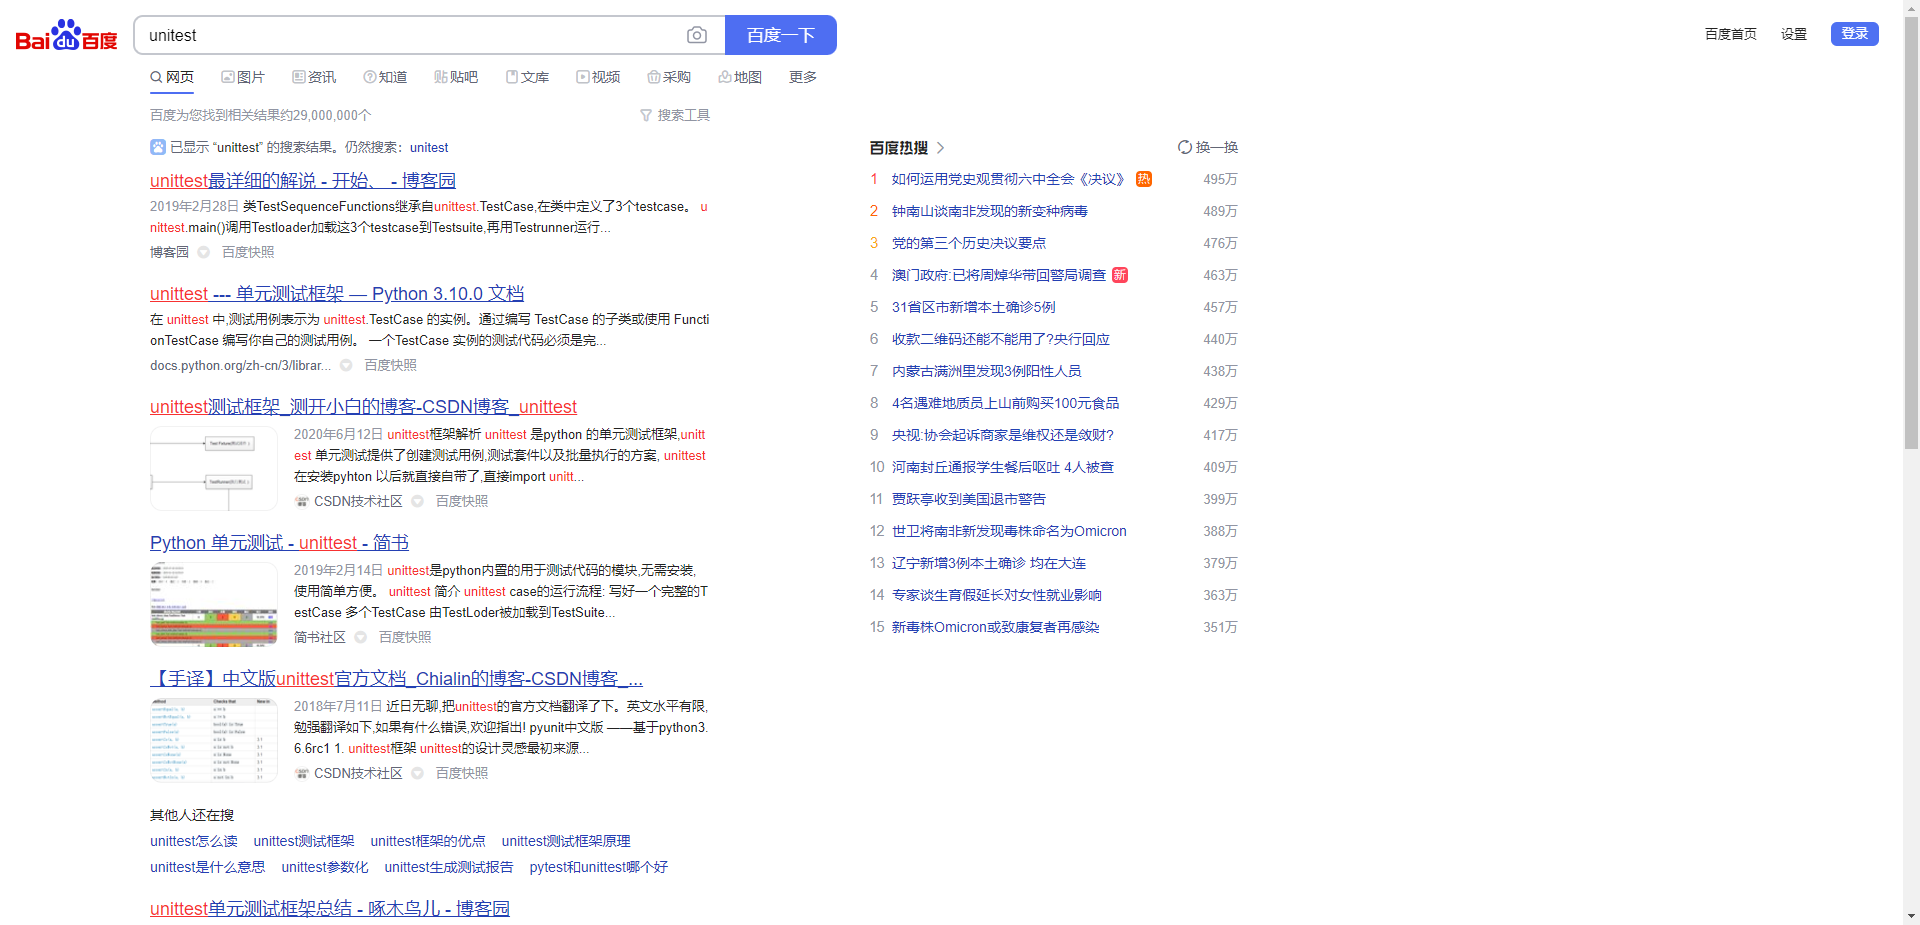 Baidu百度
unitest
百度一下
百度首页 设置 登录
网页 图片 资讯 知道 贴吧 文库 视频 采购 地图 更多
百度为您找到相关结果约29,000,000个
搜索工具
已显示 “unittest” 的搜索结果。仍然搜索：unitest
unittest最详细的解说 - 开始、 - 博客园
2019年2月28日 类TestSequenceFunctions继承自unittest.TestCase,在类中定义了3个testcase。 u
nittest.main()调用Testloader加载这3个testcase到Testsuite,再用Testrunner运行...
博客园 百度快照
unittest --- 单元测试框架 — Python 3.10.0 文档
在 unittest 中,测试用例表示为 unittest.TestCase 的实例。通过编写 TestCase 的子类或使用 Functi
onTestCase 编写你自己的测试用例。 一个TestCase 实例的测试代码必须是完...
docs.python.org/zh-cn/3/librar... 百度快照
unittest测试框架_测开小白的博客-CSDN博客_unittest
2020年6月12日 unittest框架解析 unittest 是python 的单元测试框架,unitt
est 单元测试提供了创建测试用例,测试套件以及批量执行的方案, unittest
在安装pyhton 以后就直接自带了,直接import unitt...
CSDN技术社区 百度快照
Python 单元测试 - unittest - 简书
2019年2月14日 unittest是python内置的用于测试代码的模块,无需安装,
使用简单方便。 unittest 简介 unittest case的运行流程: 写好一个完整的T
estCase 多个TestCase 由TestLoder被加载到TestSuite...
简书社区 百度快照
【手译】中文版unittest官方文档_Chialin的博客-CSDN博客_...
2018年7月11日 近日无聊,把unittest的官方文档翻译了下。英文水平有限,
勉强翻译如下,如果有什么错误,欢迎指出! pyunit中文版 ——基于python3.
6.6rc1 1. unittest框架 unittest的设计灵感最初来源...
CSDN技术社区 百度快照
其他人还在搜
unittest怎么读 unittest测试框架 unittest框架的优点 unittest测试框架原理
unittest是什么意思 unittest参数化 unittest生成测试报告 pytest和unittest哪个好
unittest单元测试框架总结 - 啄木鸟儿 - 博客园
百度热搜 换一换
1 如何运用党史观贯彻六中全会《决议》 热 495万
2 钟南山谈南非发现的新变种病毒 489万
3 党的第三个历史决议要点 476万
4 澳门政府:已将周焯华带回警局调查 新 463万
5 31省区市新增本土确诊5例 457万
6 收款二维码还能不能用了?央行回应 440万
7 内蒙古满洲里发现3例阳性人员 438万
8 4名遇难地质员上山前购买100元食品 429万
9 央视:协会起诉商家是维权还是敛财? 417万
10 河南封丘通报学生餐后呕吐 4人被查 409万
11 贾跃亭收到美国退市警告 399万
12 世卫将南非新发现毒株命名为Omicron 388万
13 辽宁新增3例本土确诊 均在大连 379万
14 专家谈生育假延长对女性就业影响 363万
15 新毒株Omicron或致康复者再感染 351万